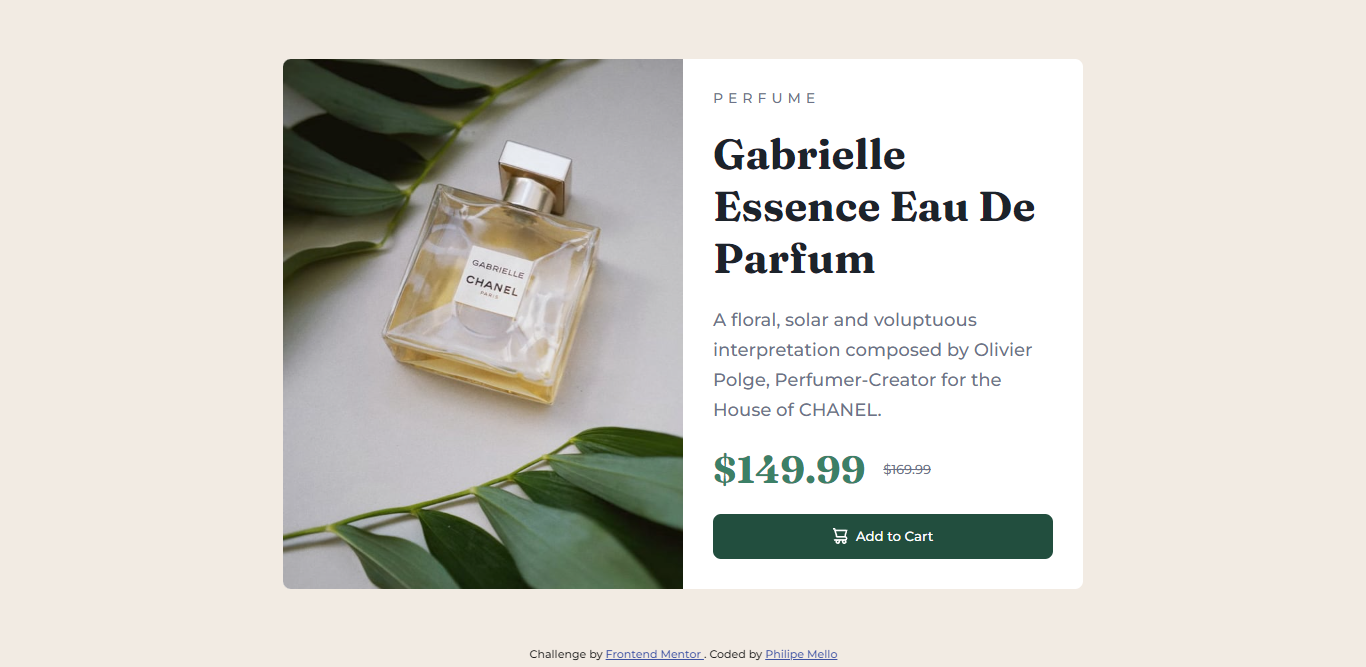 PERFUME
Gabrielle
Essence Eau De
Parfum
GABRIELLE
CHANEL
PARIS
A floral, solar and voluptuous
interpretation composed by Olivier
Polge, Perfumer-Creator for the
House of CHANEL.
$149.99 $169.99
Add to Cart
Challenge by Frontend Mentor . Coded by Philipe Mello